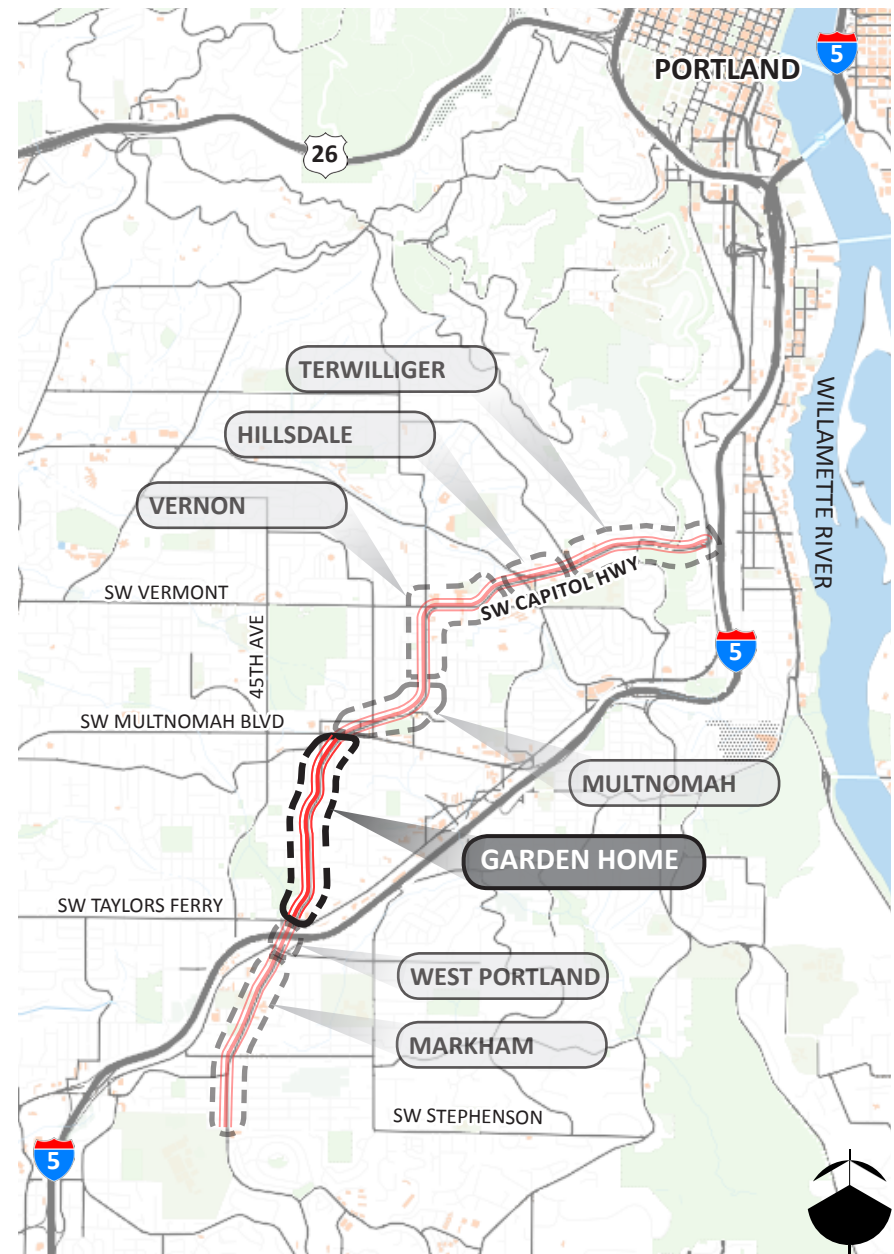 5
PORTLAND
26
TERWILLIGER
HILLSDALE
VERNON
WILLAMETTE RIVER
SW VERMONT
SW CAPITOL HWY
45TH AVE
5
SW MULTNOMAH BLVD
MULTNOMAH
GARDEN HOME
SW TAYLORS FERRY
WEST PORTLAND
MARKHAM
SW STEPHENSON
5